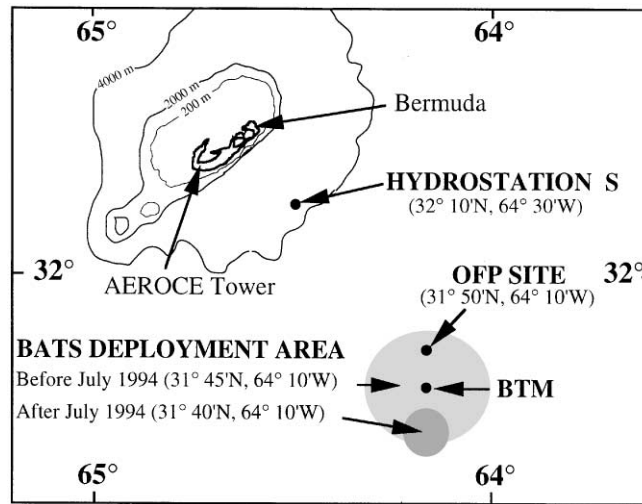 65° 64°
4000 m
2000 m
200 m
Bermuda
HYDROSTATION S
(32° 10'N, 64° 30'W)
32° 32°
AEROCE Tower
OFP SITE
(31° 50'N, 64° 10'W)
BATS DEPLOYMENT AREA
Before July 1994 (31° 45'N, 64° 10'W)
BTM
After July 1994 (31° 40'N, 64° 10'W)
65° 64°